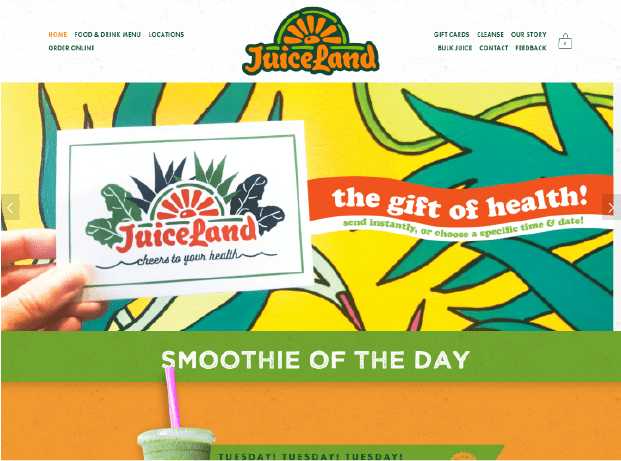 HOME FOOD & DRINK MENU LOCATIONS
ORDER ONLINE
JuiceLand
GIFT CARDS CLEANSE OUR STORY
BULK JUICE CONTACT FEEDBACK
0
JuiceLand
cheers to your health
the gift of health!
send instantly, or choose a specific time & date!
SMOOTHIE OF THE DAY
TUESDAY! TUESDAY! TUESDAY!